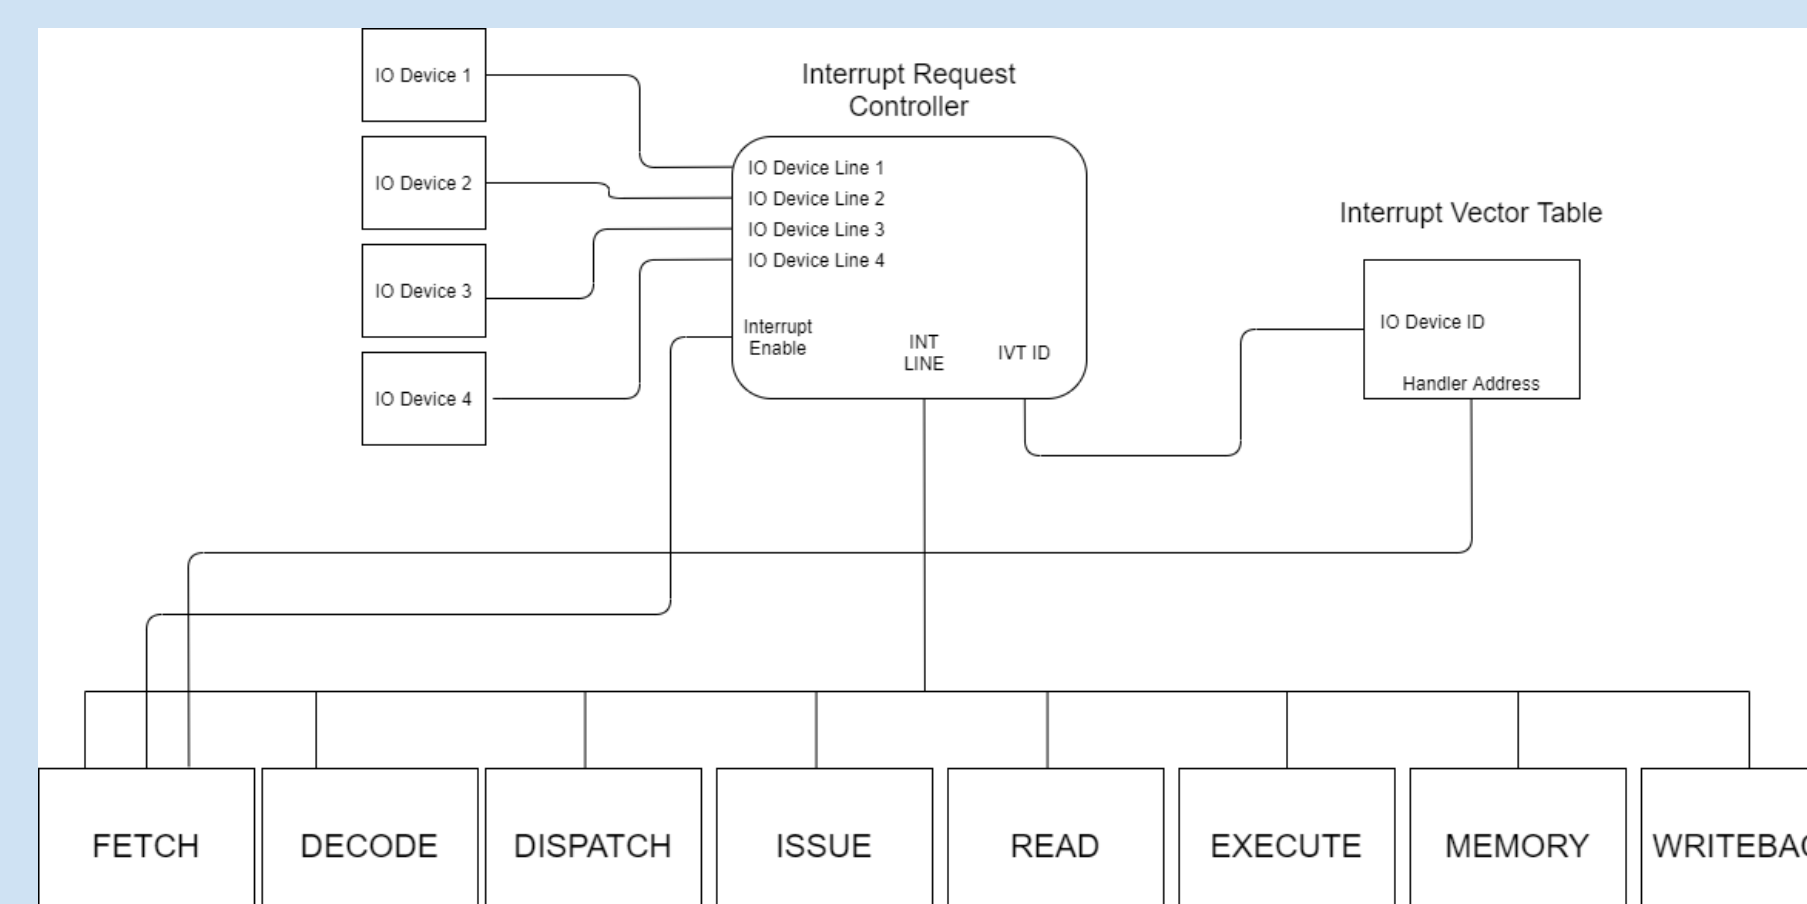 IO Device 1
IO Device 2
IO Device 3
IO Device 4
Interrupt Request
Controller
IO Device Line 1
IO Device Line 2
IO Device Line 3
IO Device Line 4
Interrupt
Enable
INT
LINE
IVT ID
Interrupt Vector Table
IO Device ID
Handler Address
FETCH
DECODE
DISPATCH
ISSUE
READ
EXECUTE
MEMORY